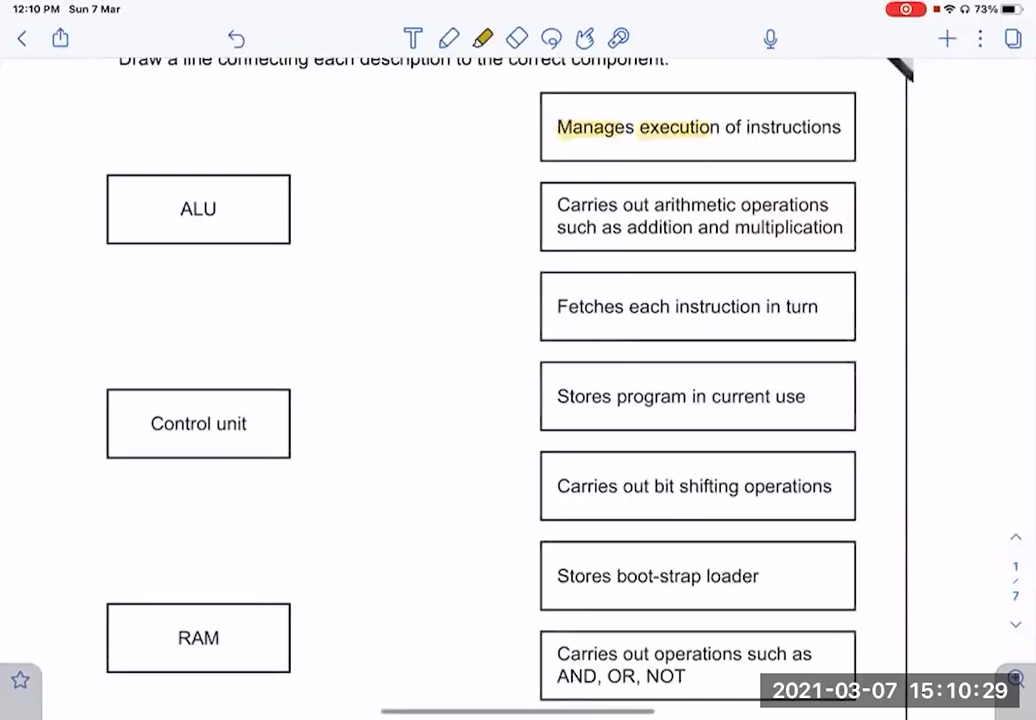 12:10 PM Sun 7 Mar
73%
Draw a line connecting each description to the correct component.
Manages execution of instructions
ALU
Carries out arithmetic operations
such as addition and multiplication
Fetches each instruction in turn
Stores program in current use
Control unit
Carries out bit shifting operations
1
/
7
Stores boot-strap loader
RAM
Carries out operations such as
AND, OR, NOT
2021-03-07 15:10:29